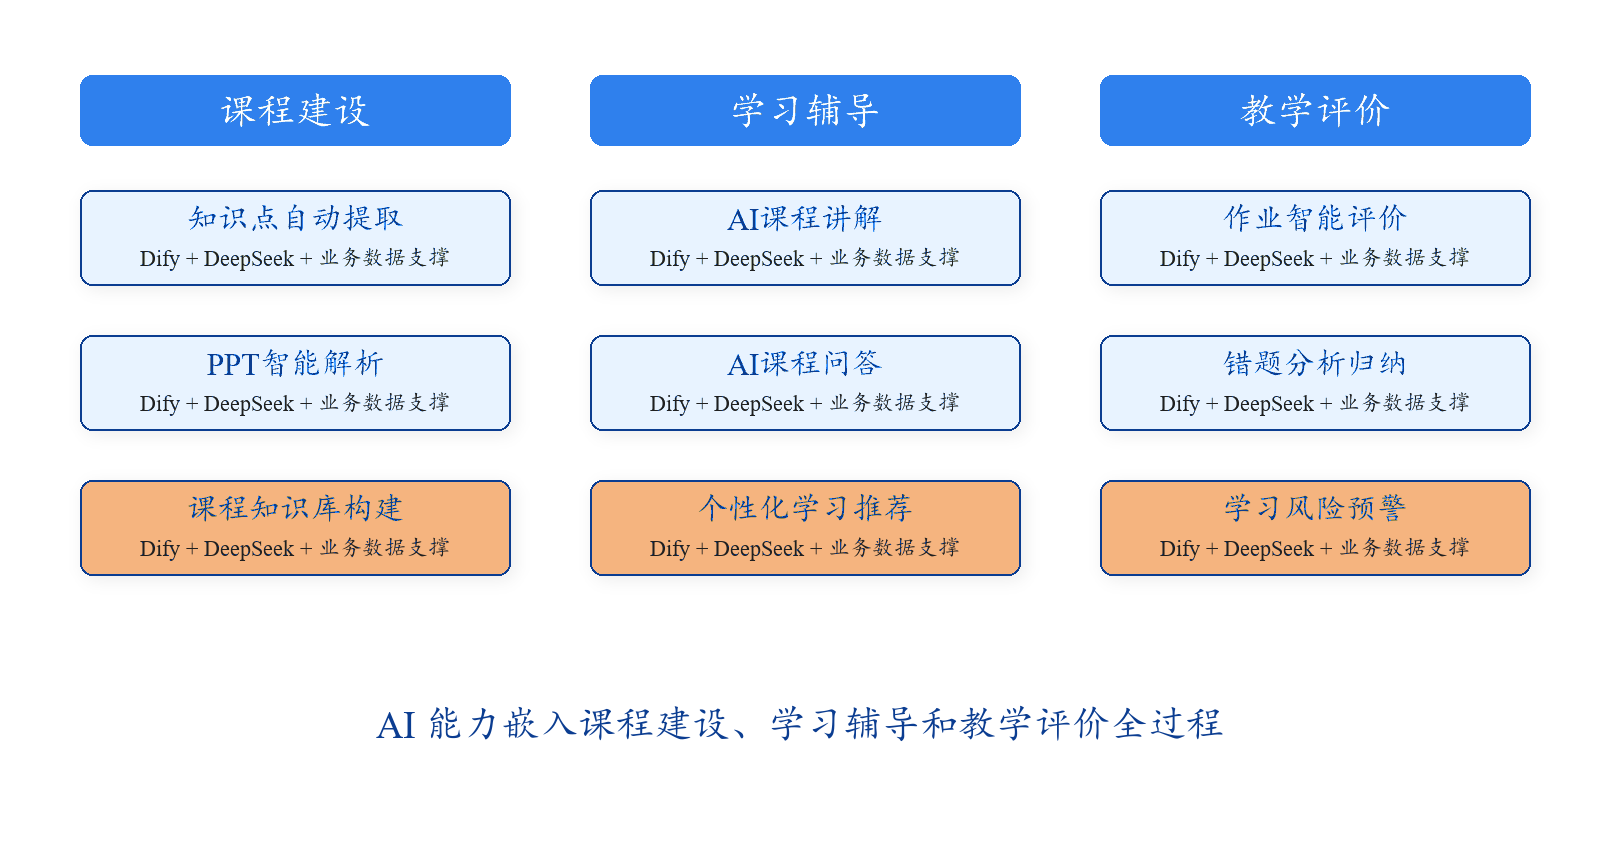 课程建设
学习辅导
教学评价
知识点自动提取
Dify + DeepSeek + 业务数据支撑
AI课程讲解
Dify + DeepSeek + 业务数据支撑
作业智能评价
Dify + DeepSeek + 业务数据支撑
PPT智能解析
Dify + DeepSeek + 业务数据支撑
AI课程问答
Dify + DeepSeek + 业务数据支撑
错题分析归纳
Dify + DeepSeek + 业务数据支撑
课程知识库构建
Dify + DeepSeek + 业务数据支撑
个性化学习推荐
Dify + DeepSeek + 业务数据支撑
学习风险预警
Dify + DeepSeek + 业务数据支撑
AI 能力嵌入课程建设、学习辅导和教学评价全过程